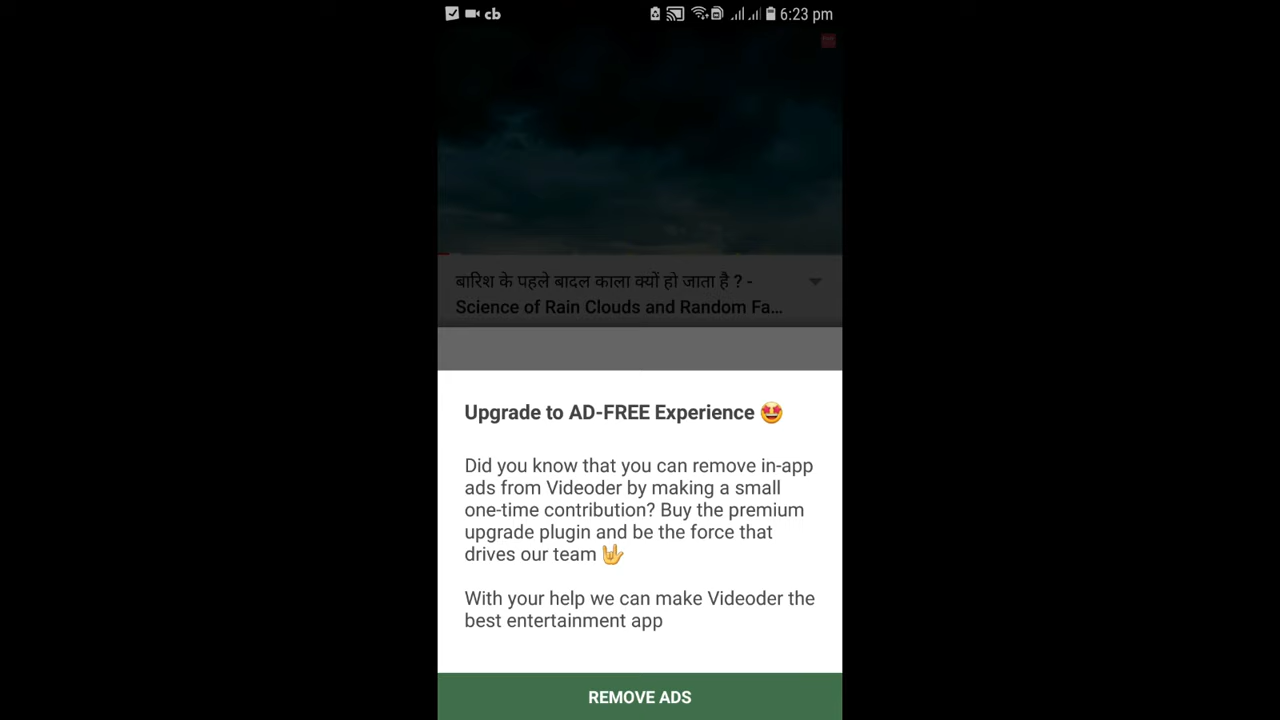 cb 6:23 pm
बारिश के पहले बादल काला क्यों हो जाता है ? -
Science of Rain Clouds and Random Fa...
Upgrade to AD-FREE Experience 🤩
Did you know that you can remove in-app
ads from Videoder by making a small
one-time contribution? Buy the premium
upgrade plugin and be the force that
drives our team 🤟
With your help we can make Videoder the
best entertainment app
REMOVE ADS